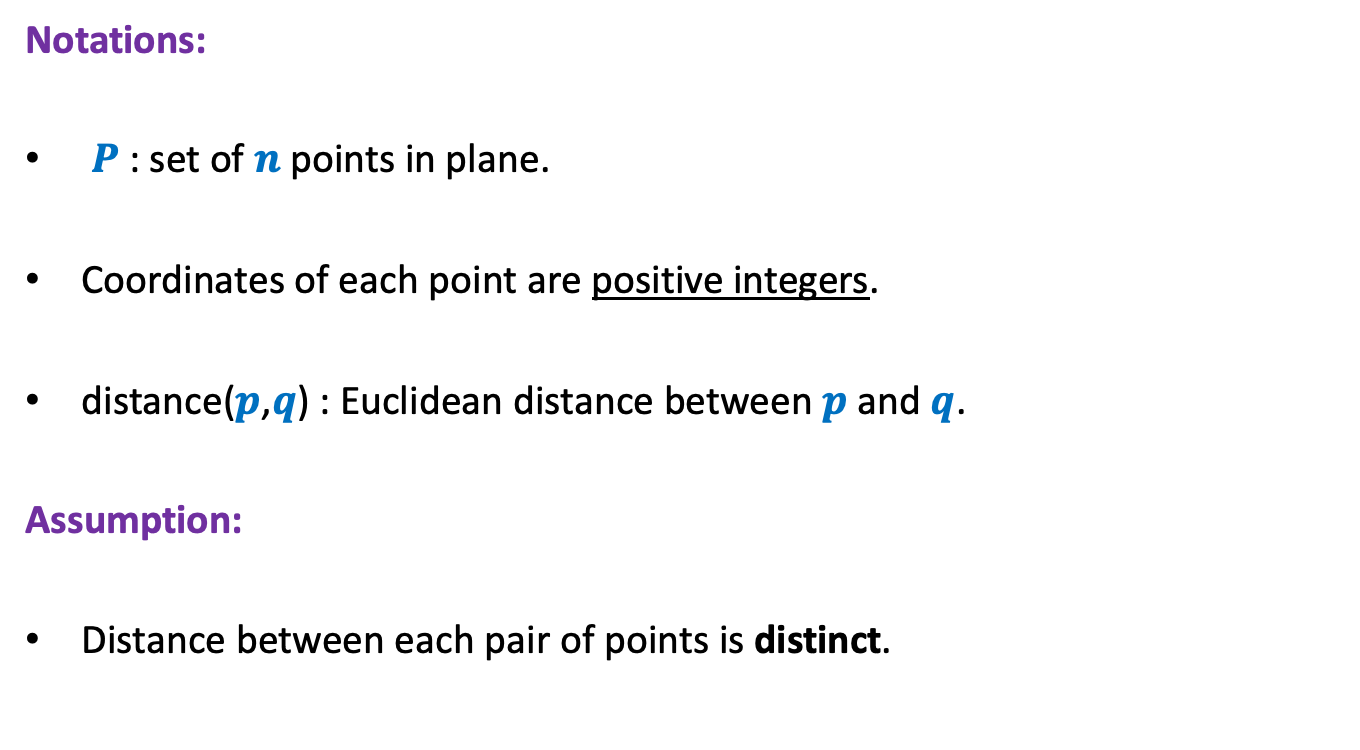 Notations:
• P : set of n points in plane.
• Coordinates of each point are positive integers.
• distance(p,q) : Euclidean distance between p and q.
Assumption:
• Distance between each pair of points is distinct.